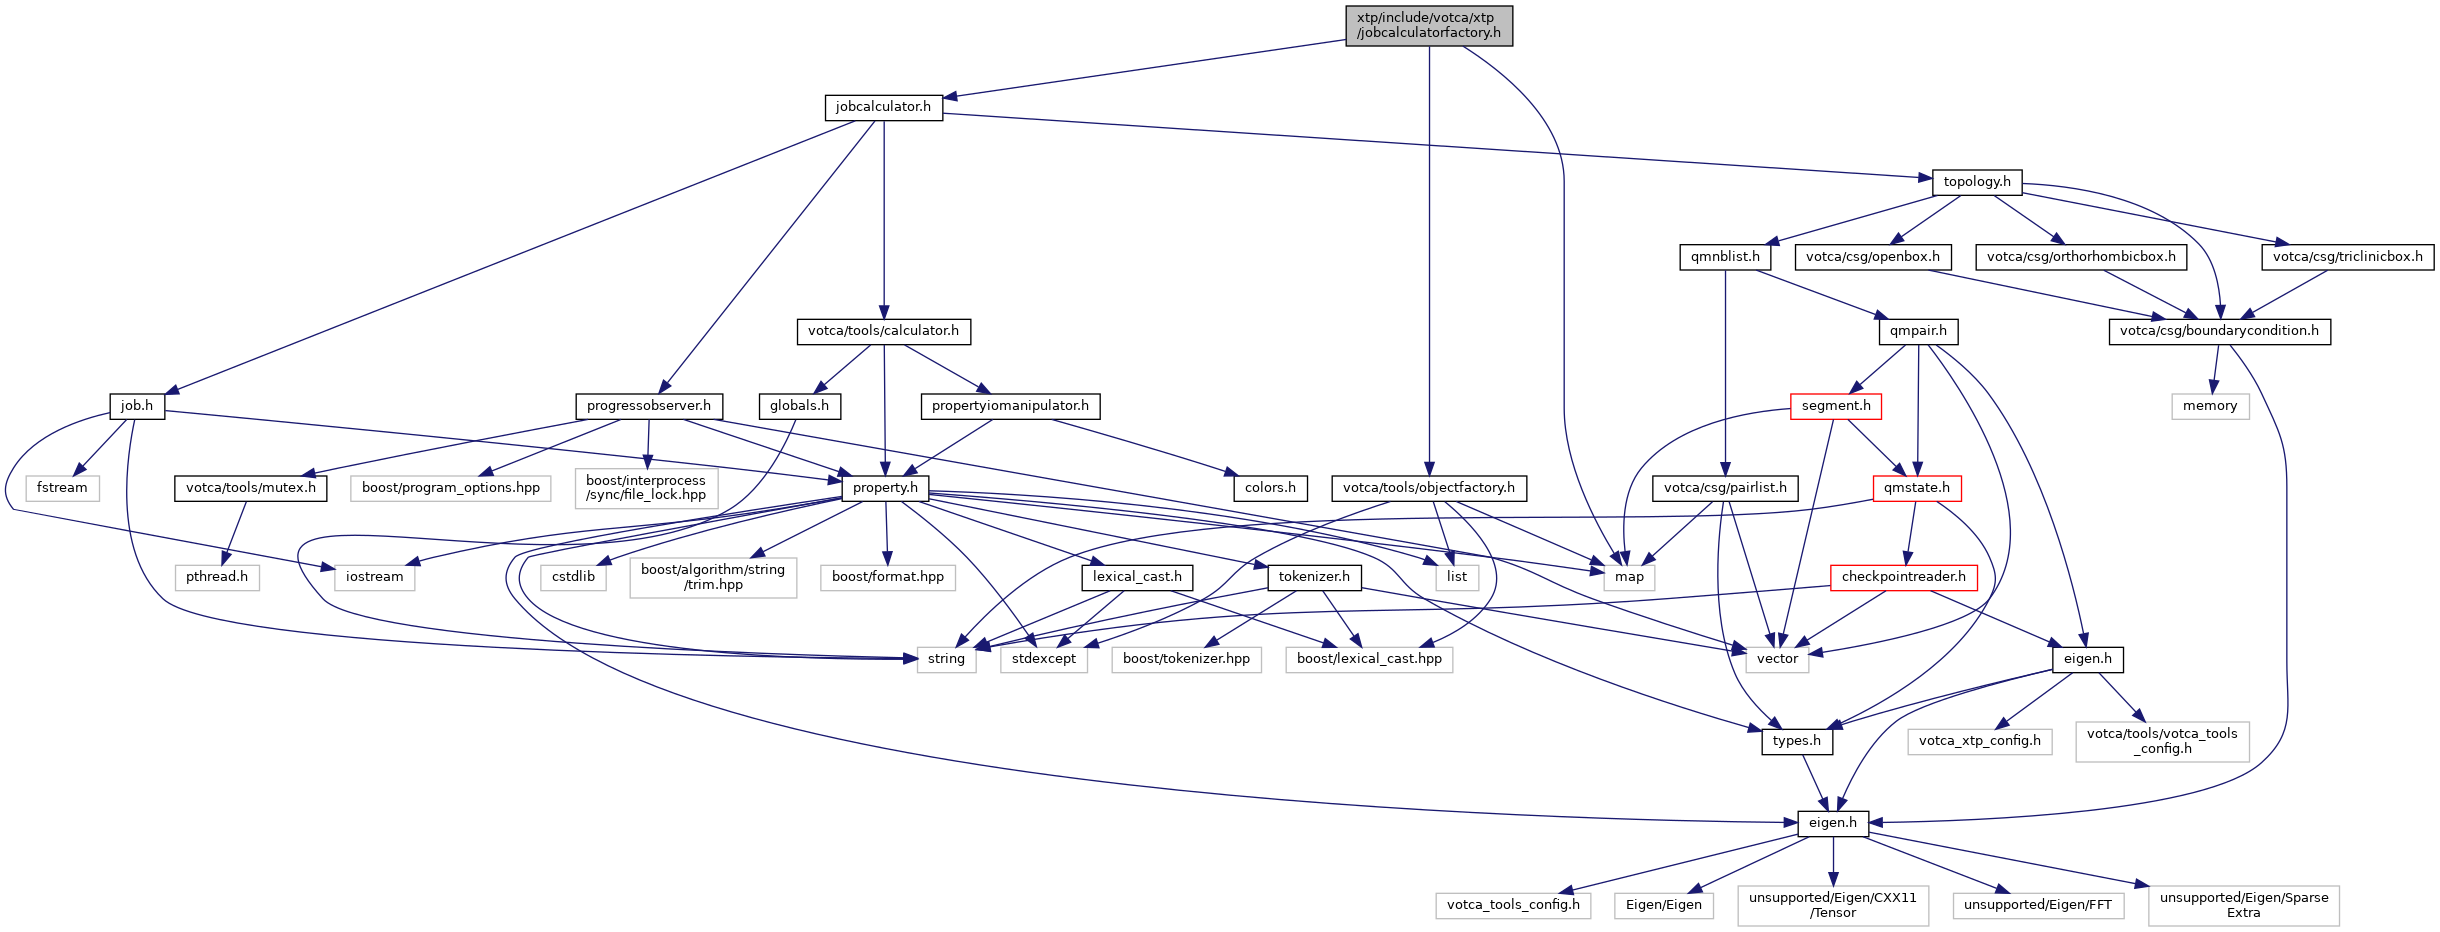 xtp/include/votca/xtp
/jobcalculatorfactory.h
jobcalculator.h
topology.h
qmnblist.h
votca/csg/openbox.h
votca/csg/orthorhombicbox.h
votca/csg/triclinicbox.h
votca/tools/calculator.h
qmpair.h
votca/csg/boundarycondition.h
job.h
progressobserver.h
globals.h
propertyiomanipulator.h
segment.h
memory
fstream
votca/tools/mutex.h
boost/program_options.hpp
boost/interprocess
/sync/file_lock.hpp
property.h
colors.h
votca/tools/objectfactory.h
votca/csg/pairlist.h
qmstate.h
pthread.h
iostream
cstdlib
boost/algorithm/string
/trim.hpp
boost/format.hpp
lexical_cast.h
tokenizer.h
list
map
checkpointreader.h
string
stdexcept
boost/tokenizer.hpp
boost/lexical_cast.hpp
vector
eigen.h
types.h
votca_xtp_config.h
votca/tools/votca_tools
_config.h
eigen.h
votca_tools_config.h
Eigen/Eigen
unsupported/Eigen/CXX11
/Tensor
unsupported/Eigen/FFT
unsupported/Eigen/Sparse
Extra